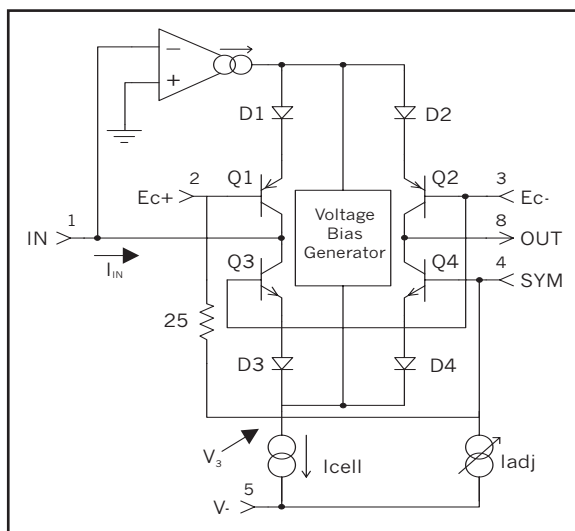 −
+
D1
D2
Q1
Q2
2
3
Ec+
Ec-
Voltage
Bias
Generator
IN
1
8
OUT
I_IN
Q3
Q4
4
SYM
25
D3
D4
V_3
Icell
Iadj
5
V-